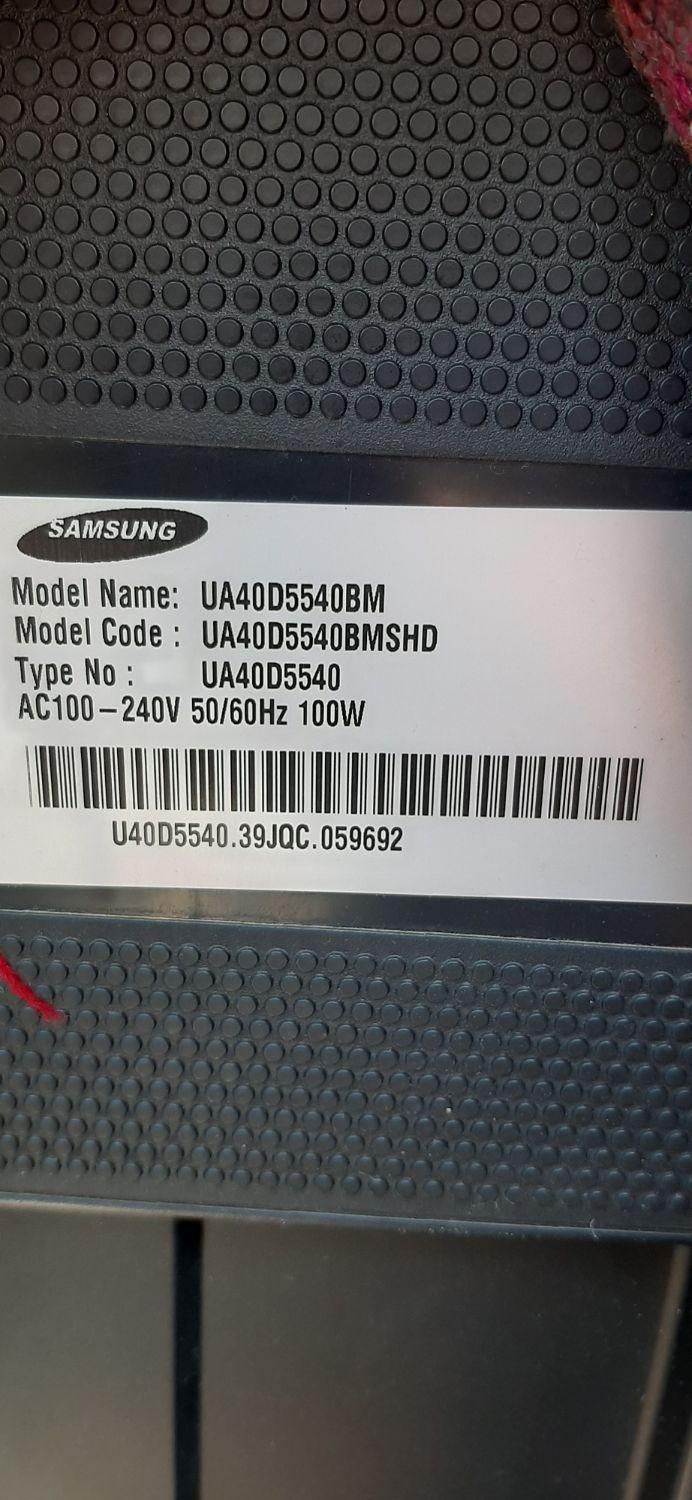 SAMSUNG
Model Name: UA40D5540BM
Model Code : UA40D5540BMSHD
Type No : UA40D5540
AC100-240V 50/60Hz 100W
U40D5540.39JQC.059692